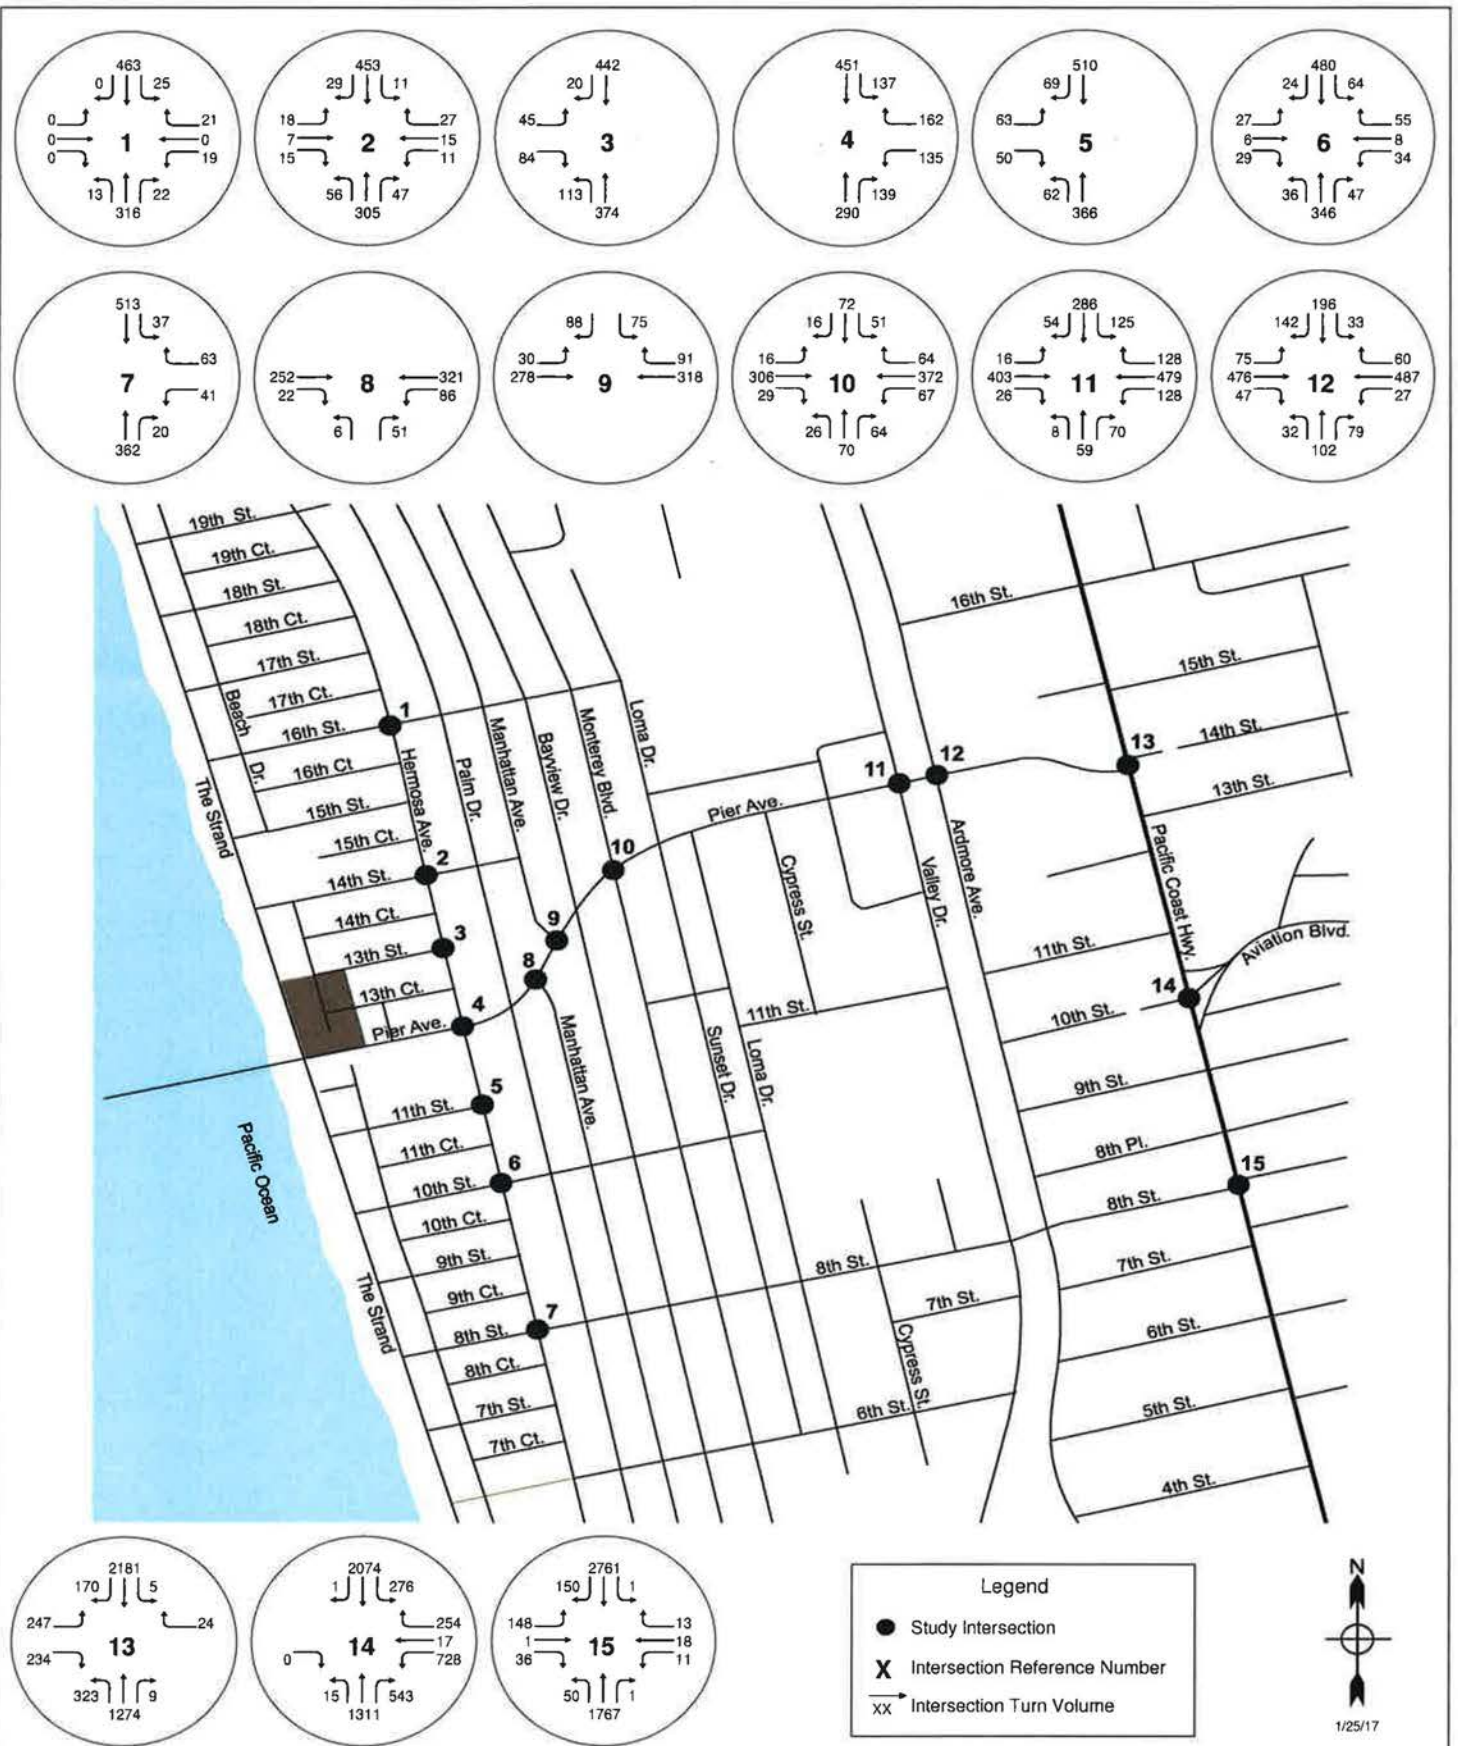 463
0 25
0 21
0 1 0
0 19
13 22
316
453
29 11
18 27
7 2 15
15 11
56 47
305
442
20
45
3
84
113
374
451
137
162
4
135
139
290
510
69
63
5
50
62
366
480
24 64
27 55
6 6 8
29 34
36 47
346
513
37
63
7
41
20
362
252 8 321
22 86
6 51
88 75
30 91
278 9 318
72
16 51
16 64
306 10 372
29 67
26 64
70
286
54 125
16 128
403 11 479
26 128
8 70
59
196
142 33
75 60
476 12 487
47 27
32 79
102
19th St.
19th Ct.
18th St.
18th Ct.
17th St.
17th Ct.
16th St.
16th Ct
15th St.
15th Ct.
14th St.
14th Ct.
13th St.
13th Ct.
Pier Ave.
11th St.
11th Ct.
10th St.
10th Ct.
9th St.
9th Ct.
8th St.
8th Ct.
7th St.
7th Ct.
Beach
Dr.
The Strand
The Strand
Pacific Ocean
Hermosa Ave.
Palm Dr.
Manhattan Ave.
Bayview Dr.
Monterey Blvd.
Loma Dr.
Manhattan Ave.
Pier Ave.
Cypress St.
11th St.
Sunset Dr.
Loma Dr.
Valley Dr.
Ardmore Ave.
8th St.
7th St.
Cypress St.
6th St.
16th St.
15th St.
14th St.
13th St.
Pacific Coast Hwy.
Aviation Blvd.
11th St.
10th St.
9th St.
8th Pl.
8th St.
7th St.
6th St.
5th St.
4th St.
1
2
3
4
5
6
7
8
9
10
11
12
13
14
15
2181
170 5
247 24
13
234
323 9
1274
2074
1 276
254
14 17
0 728
15 543
1311
2761
150 1
148 13
1 15 18
36 11
50 1
1767
Legend
Study Intersection
X Intersection Reference Number
xx Intersection Turn Volume
N
1/25/17